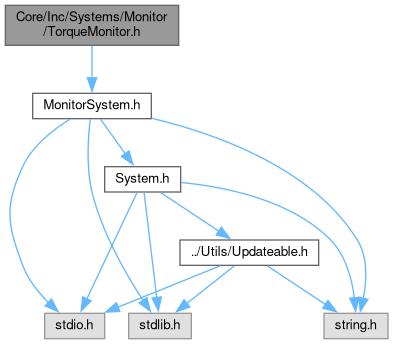 Core/Inc/Systems/Monitor
/TorqueMonitor.h
MonitorSystem.h
System.h
../Utils/Updateable.h
stdio.h
stdlib.h
string.h